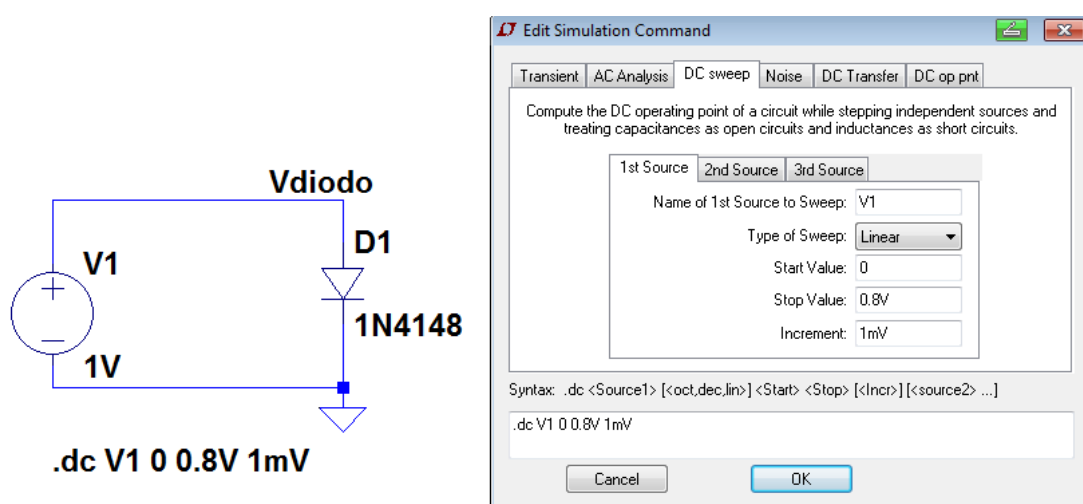 Vdiodo
V1
D1
1N4148
1V
.dc V1 0 0.8V 1mV
Edit Simulation Command
Transient AC Analysis DC sweep Noise DC Transfer DC op pnt
Compute the DC operating point of a circuit while stepping independent sources and
treating capacitances as open circuits and inductances as short circuits.
1st Source 2nd Source 3rd Source
Name of 1st Source to Sweep: V1
Type of Sweep: Linear
Start Value: 0
Stop Value: 0.8V
Increment: 1mV
Syntax: .dc <Source1> [<oct,dec,lin>] <Start> <Stop> [<Incr>] [<source2> ...]
.dc V1 0 0.8V 1mV
Cancel OK